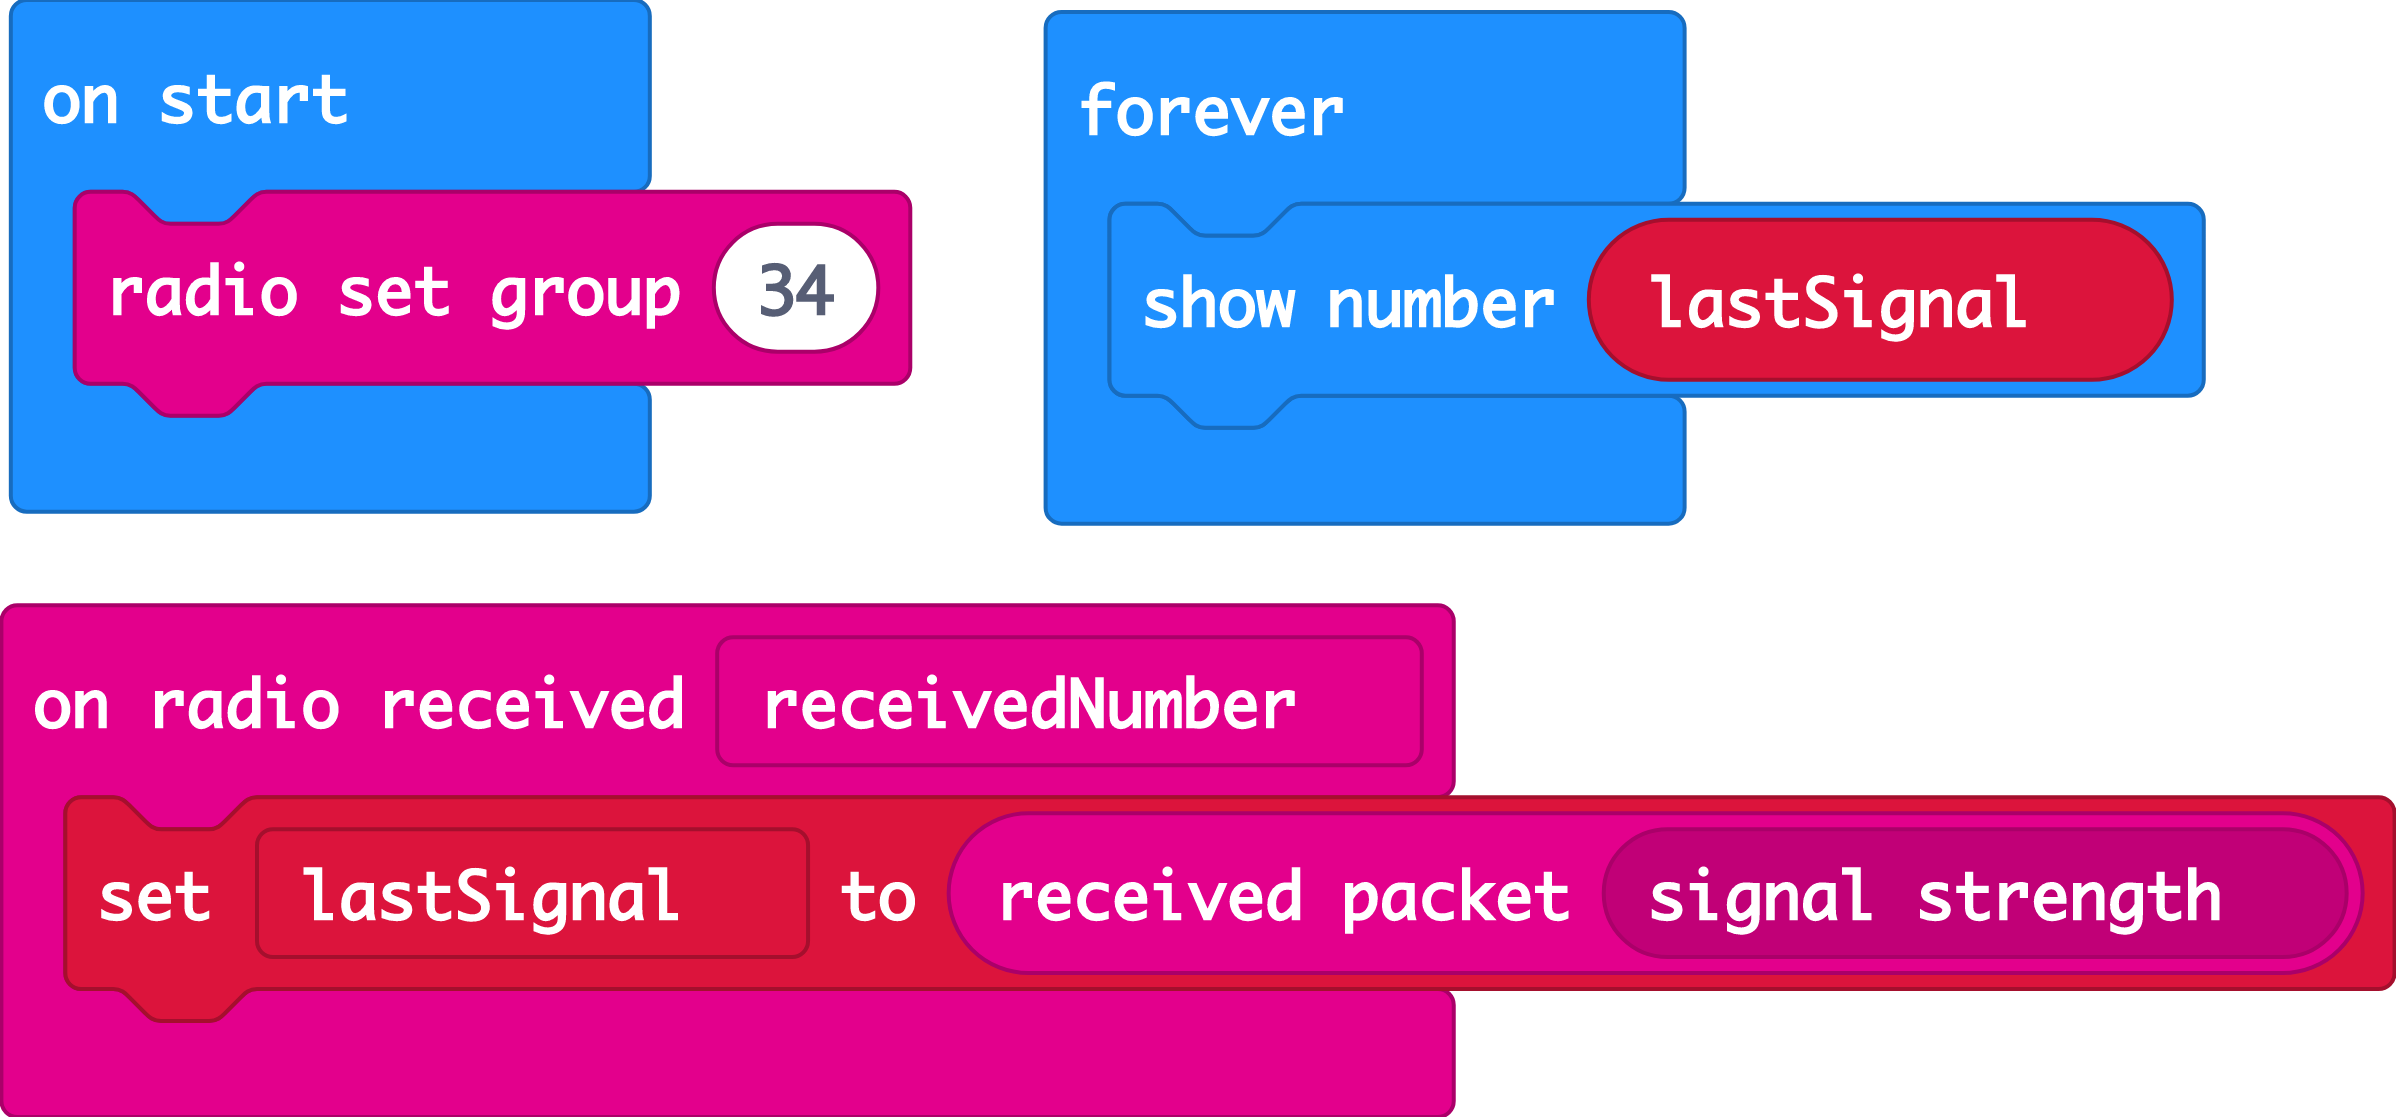 on start
radio set group 34
forever
show number lastSignal
on radio received receivedNumber
set lastSignal to received packet signal strength